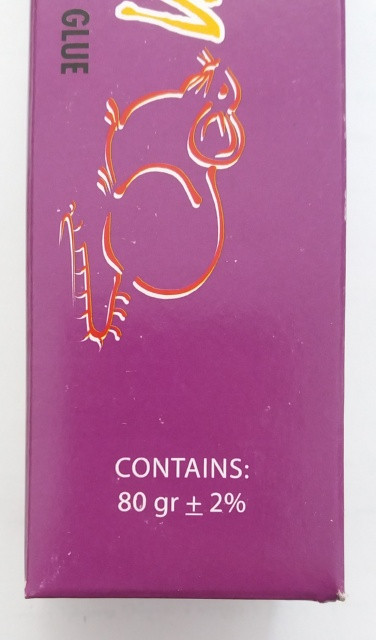 GLUE
CONTAINS:
80 gr ± 2%